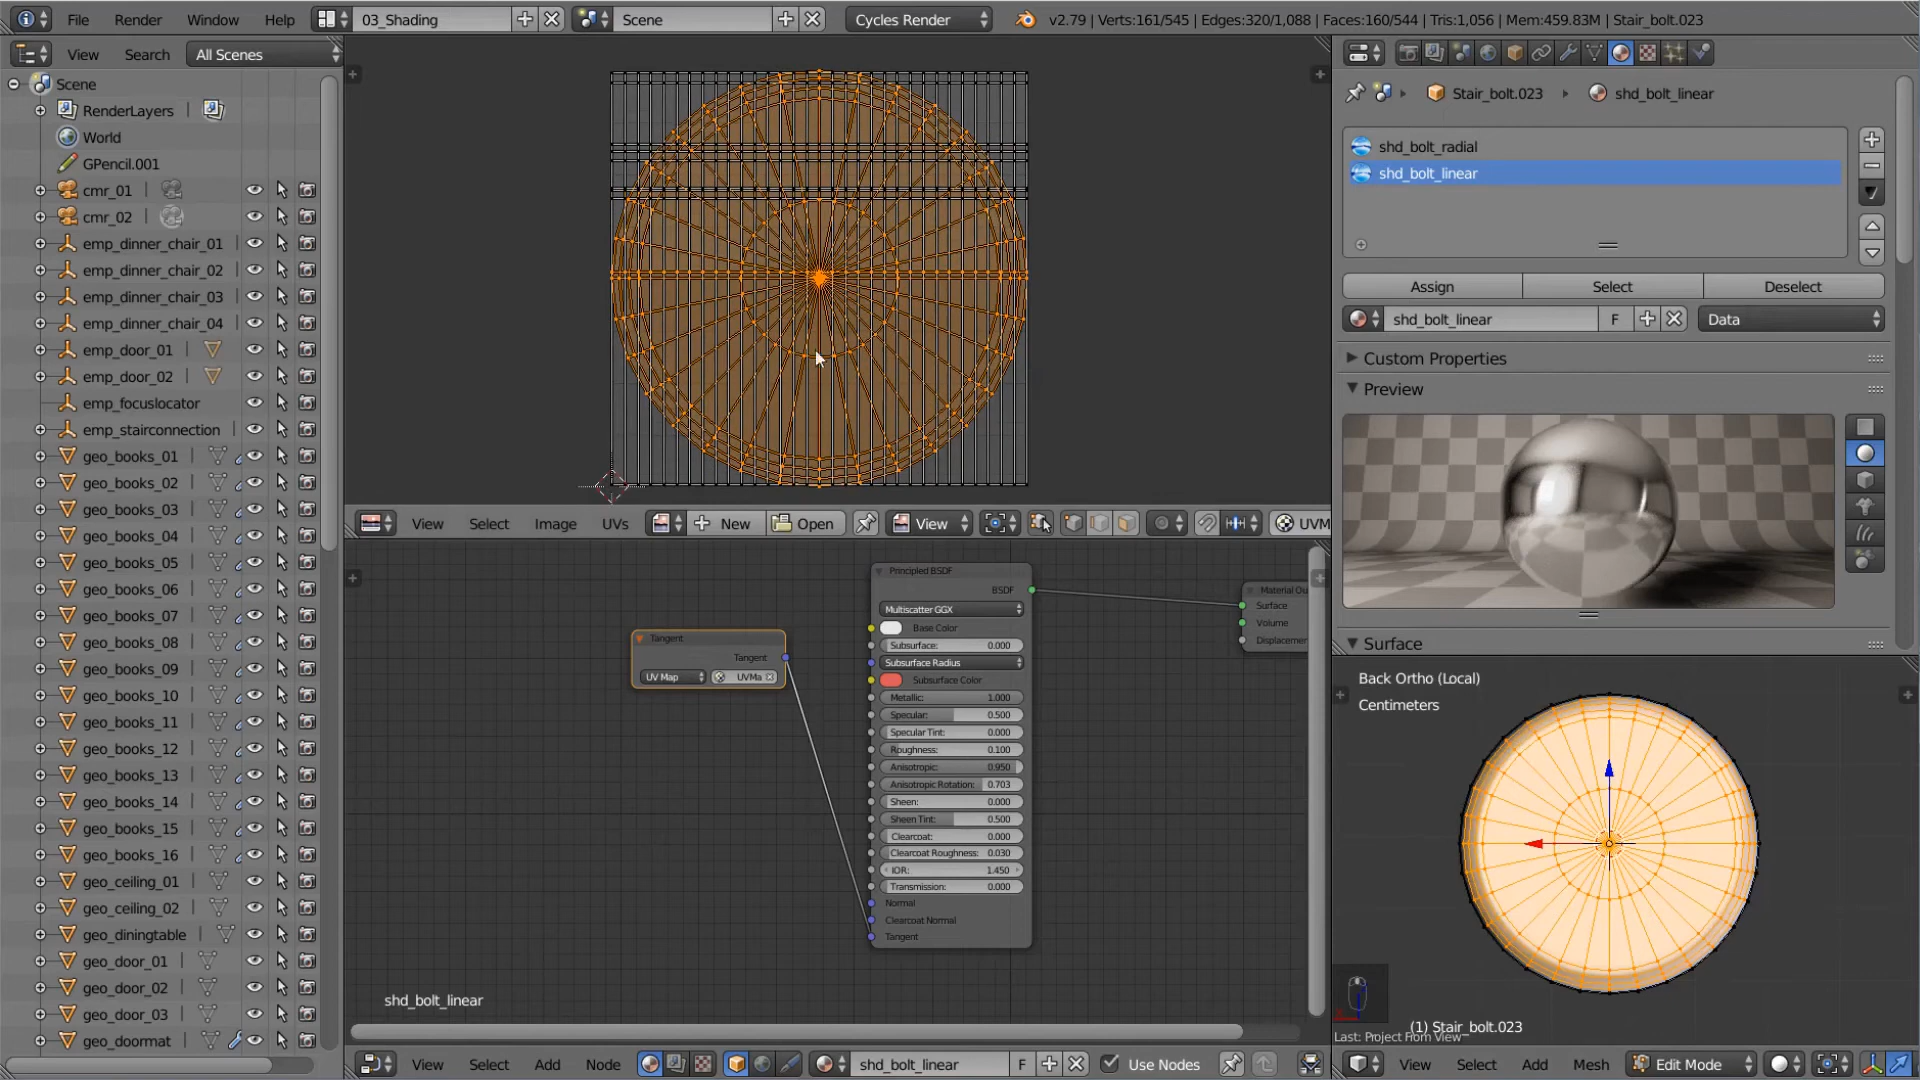 File Render Window Help 03_Shading Scene Cycles Render v2.79 | Verts:161/545 | Edges:320/1,088 | Faces:160/544 | Tris:1,056 | Mem:459.83M | Stair_bolt.023
View Search All Scenes
Scene
RenderLayers
World
GPencil.001
cmr_01
cmr_02
emp_dinner_chair_01
emp_dinner_chair_02
emp_dinner_chair_03
emp_dinner_chair_04
emp_door_01
emp_door_02
emp_focuslocator
emp_stairconnection
geo_books_01
geo_books_02
geo_books_03
geo_books_04
geo_books_05
geo_books_06
geo_books_07
geo_books_08
geo_books_09
geo_books_10
geo_books_11
geo_books_12
geo_books_13
geo_books_14
geo_books_15
geo_books_16
geo_ceiling_01
geo_ceiling_02
geo_diningtable
geo_door_01
geo_door_02
geo_door_03
geo_doormat
View Select Image UVs New Open View UVM
Tangent
Tangent
UV Map UVMa
Principled BSDF
BSDF
Multiscatter GGX
Base Color
Subsurface: 0.000
Subsurface Radius
Subsurface Color
Metallic: 1.000
Specular: 0.500
Specular Tint: 0.000
Roughness: 0.100
Anisotropic: 0.950
Anisotropic Rotation: 0.703
Sheen: 0.000
Sheen Tint: 0.500
Clearcoat: 0.000
Clearcoat Roughness: 0.030
IOR: 1.450
Transmission: 0.000
Normal
Clearcoat Normal
Tangent
Material Ou
Surface
Volume
Displacemen
shd_bolt_linear
View Select Add Node shd_bolt_linear F Use Nodes
Stair_bolt.023 shd_bolt_linear
shd_bolt_radial
shd_bolt_linear
Assign Select Deselect
shd_bolt_linear F Data
Custom Properties
Preview
Surface
Back Ortho (Local)
Centimeters
(1) Stair_bolt.023
Last: Project From View
View Select Add Mesh Edit Mode